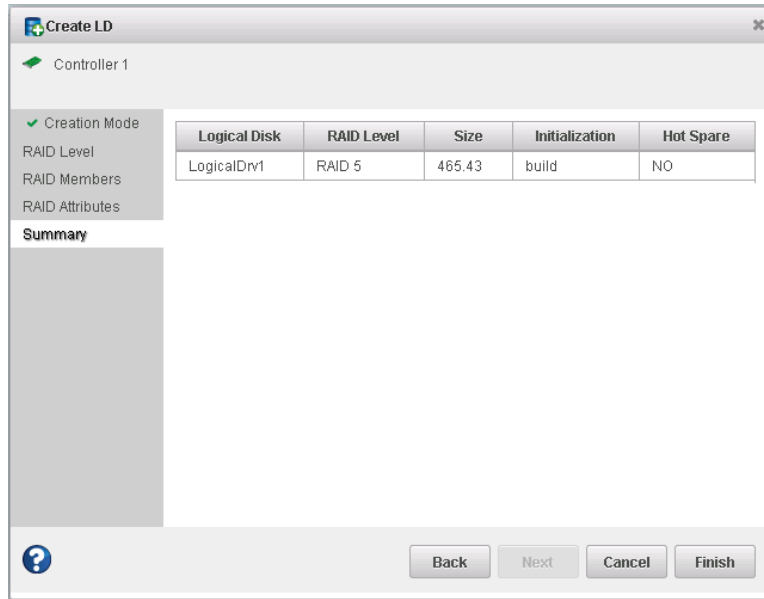 Create LD
Controller 1
Creation Mode
RAID Level
RAID Members
RAID Attributes
Summary
Logical Disk RAID Level Size Initialization Hot Spare
LogicalDrv1 RAID 5 465.43 build NO
? Back Next Cancel Finish